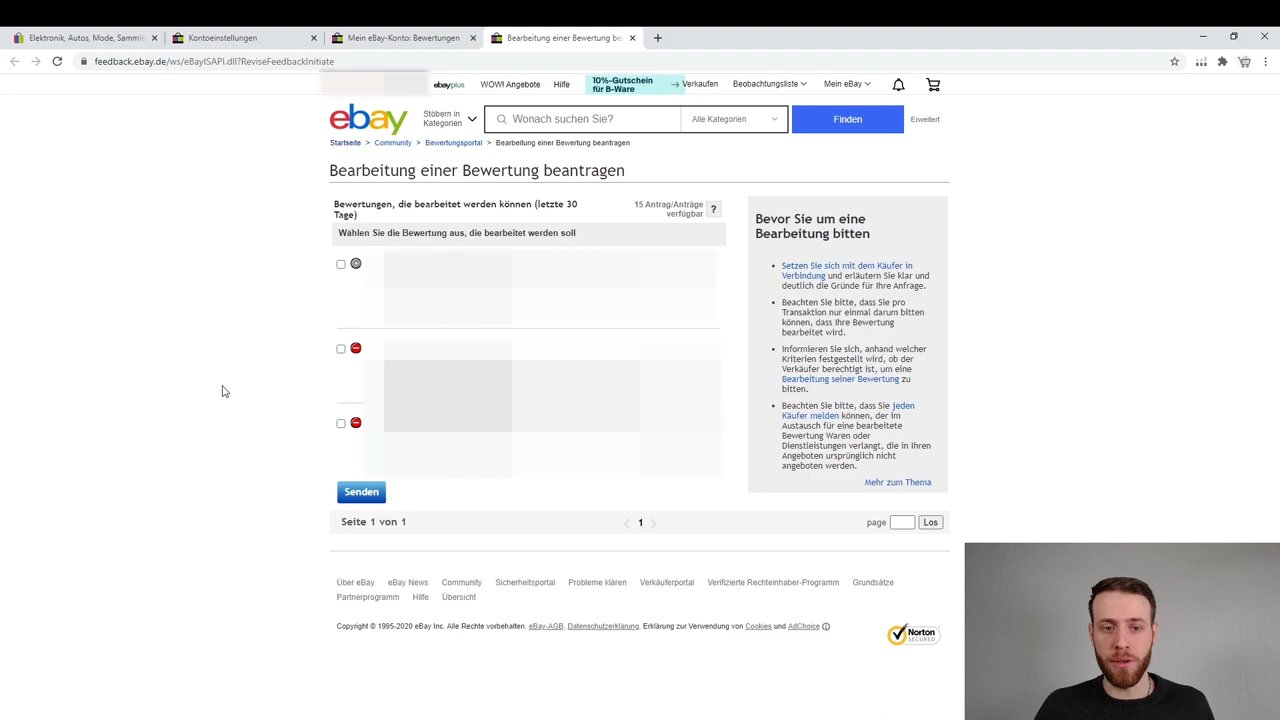 Elektronik, Autos, Mode, Sammle
Kontoeinstellungen
Mein eBay-Konto: Bewertungen
Bearbeitung einer Bewertung be
feedback.ebay.de/ws/eBayISAPI.dll?ReviseFeedbackInitiate
ebayplus
WOW! Angebote
Hilfe
10%-Gutschein
für B-Ware
Verkaufen
Beobachtungsliste
Mein eBay
ebay
Stöbern in
Kategorien
Wonach suchen Sie?
Alle Kategorien
Finden
Erweitert
Startseite > Community > Bewertungsportal > Bearbeitung einer Bewertung beantragen
Bearbeitung einer Bewertung beantragen
Bewertungen, die bearbeitet werden können (letzte 30
Tage)
15 Antrag/Anträge
verfügbar
?
Wählen Sie die Bewertung aus, die bearbeitet werden soll
Senden
Seite 1 von 1
1
page
Los
Bevor Sie um eine
Bearbeitung bitten
Setzen Sie sich mit dem Käufer in
Verbindung und erläutern Sie klar und
deutlich die Gründe für Ihre Anfrage.
Beachten Sie bitte, dass Sie pro
Transaktion nur einmal darum bitten
können, dass Ihre Bewertung
bearbeitet wird.
Informieren Sie sich, anhand welcher
Kriterien festgestellt wird, ob der
Verkäufer berechtigt ist, um eine
Bearbeitung seiner Bewertung zu
bitten.
Beachten Sie bitte, dass Sie jeden
Käufer melden können, der im
Austausch für eine bearbeitete
Bewertung Waren oder
Dienstleistungen verlangt, die in Ihren
Angeboten ursprünglich nicht
angeboten werden.
Mehr zum Thema
Über eBay
eBay News
Community
Sicherheitsportal
Probleme klären
Verkäuferportal
Verifizierte Rechteinhaber-Programm
Grundsätze
Partnerprogramm
Hilfe
Übersicht
Copyright © 1995-2020 eBay Inc. Alle Rechte vorbehalten. eBay-AGB, Datenschutzerklärung, Erklärung zur Verwendung von Cookies und AdChoice
Norton
SECURED